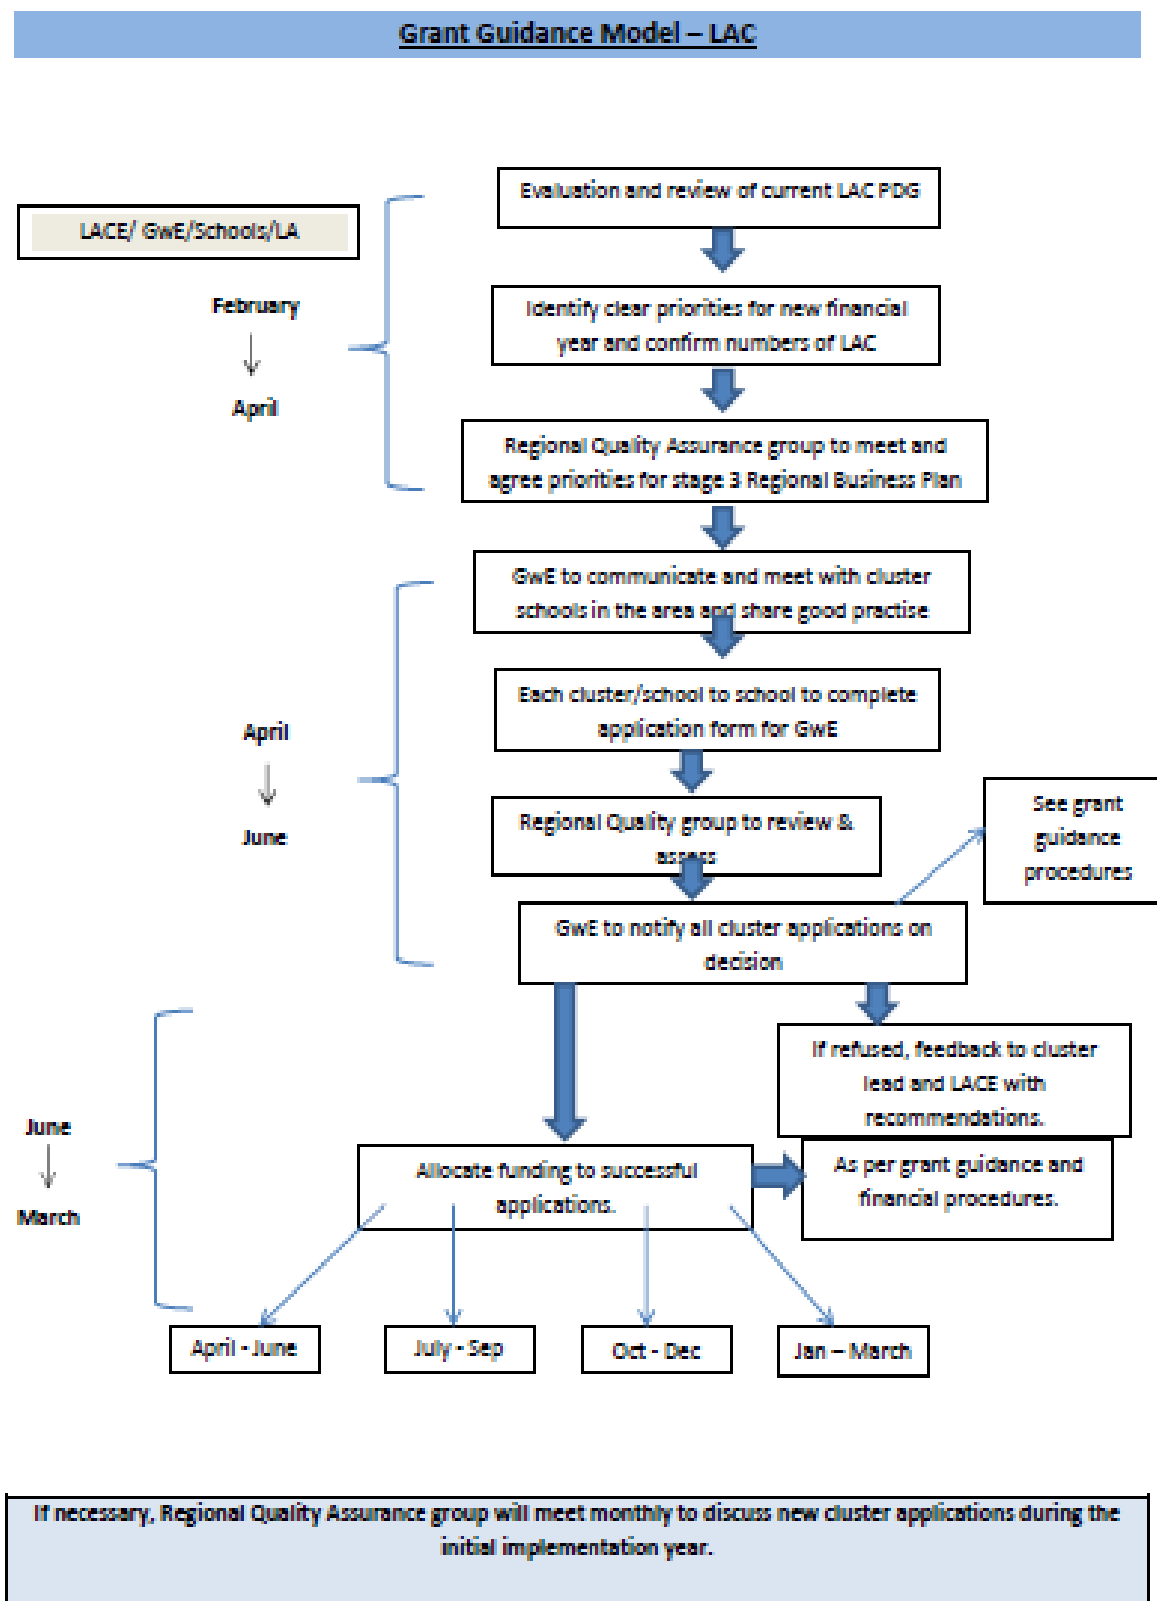 Grant Guidance Model – LAC
Evaluation and review of current LAC PDG
LACE/ GwE/Schools/LA
February
April
Identify clear priorities for new financial
year and confirm numbers of LAC
Regional Quality Assurance group to meet and
agree priorities for stage 3 Regional Business Plan
GwE to communicate and meet with cluster
schools in the area and share good practise
Each cluster/school to school to complete
application form for GwE
April
June
Regional Quality group to review &
assess
See grant
guidance
procedures
GwE to notify all cluster applications on
decision
If refused, feedback to cluster
lead and LACE with
recommendations.
June
March
Allocate funding to successful
applications.
As per grant guidance and
financial procedures.
April - June
July - Sep
Oct - Dec
Jan – March
If necessary, Regional Quality Assurance group will meet monthly to discuss new cluster applications during the
initial implementation year.